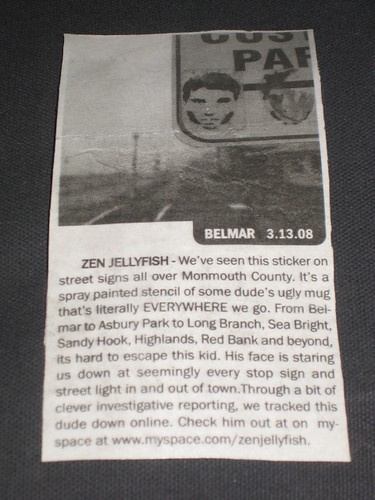 PAR
BELMAR 3.13.08
ZEN JELLYFISH - We've seen this sticker on
street signs all over Monmouth County. It's a
spray painted stencil of some dude's ugly mug
that's literally EVERYWHERE we go. From Bel-
mar to Asbury Park to Long Branch, Sea Bright,
Sandy Hook, Highlands, Red Bank and beyond,
its hard to escape this kid. His face is staring
us down at seemingly every stop sign and
street light in and out of town.Through a bit of
clever investigative reporting, we tracked this
dude down online. Check him out at on my-
space at www.myspace.com/zenjellyfish.